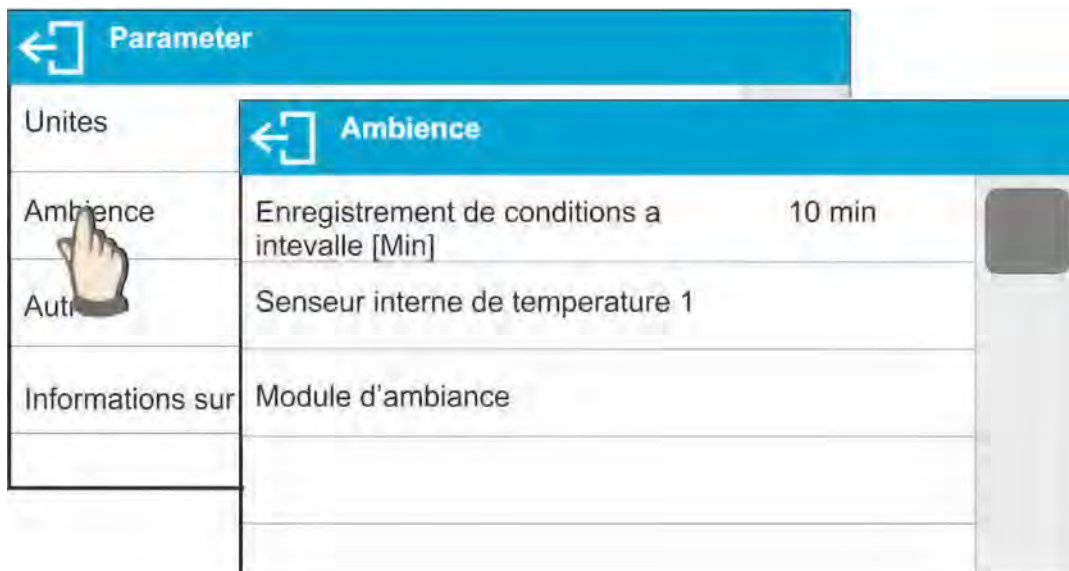 Parameter
Unites
Ambience
Informations sur
Ambience
Enregistrement de conditions a
intevalle [Min]
10 min
Senseur interne de temperature 1
Module d'ambiance